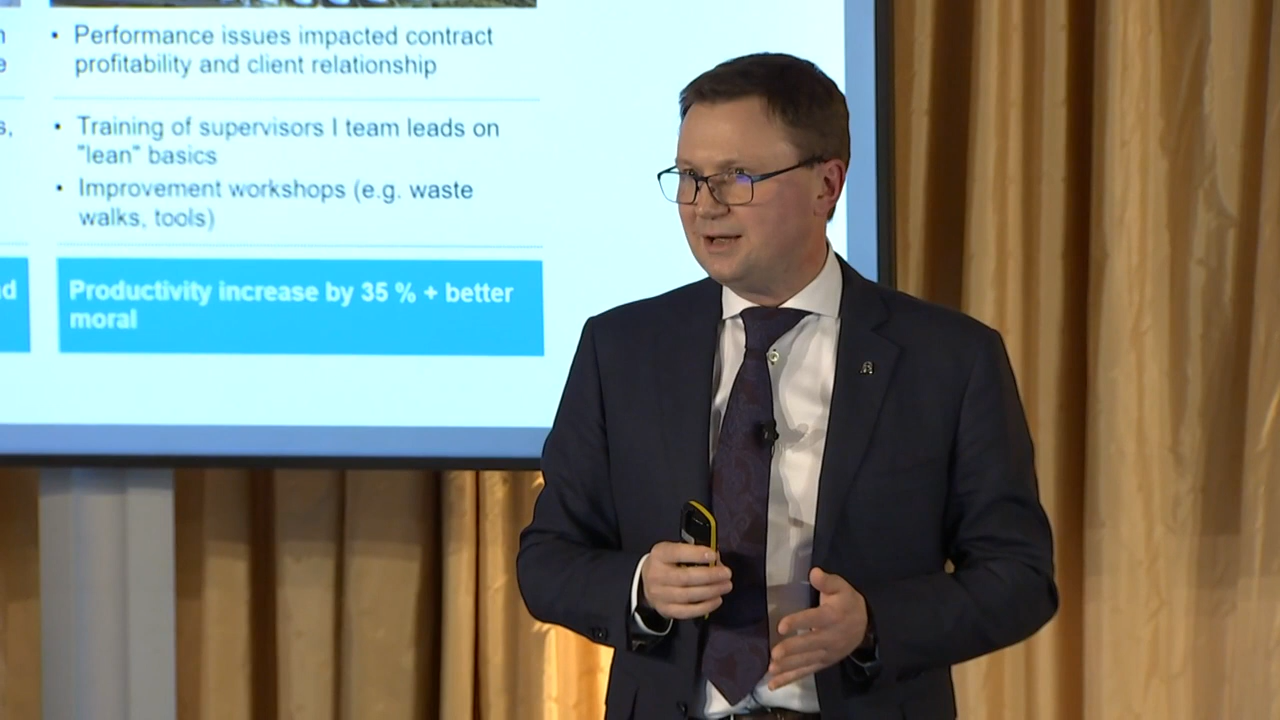 • Performance issues impacted contract
profitability and client relationship
• Training of supervisors I team leads on
"lean" basics
• Improvement workshops (e.g. waste
walks, tools)
Productivity increase by 35 % + better
moral